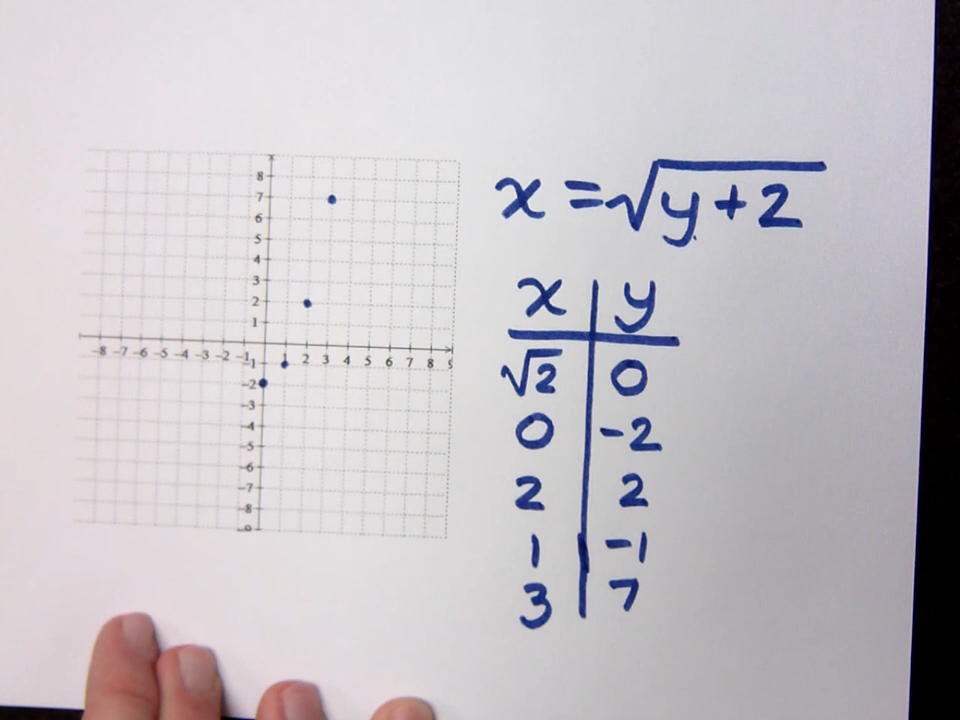 x = √(y+2)
x | y
√2 | 0
0 | -2
2 | 2
1 | -1
3 | 7
8
7
6
5
4
3
2
1
-8 -7 -6 -5 -4 -3 -2 -1 1 2 3 4 5 6 7 8 9
-1
-2
-3
-4
-5
-6
-7
-8
-9